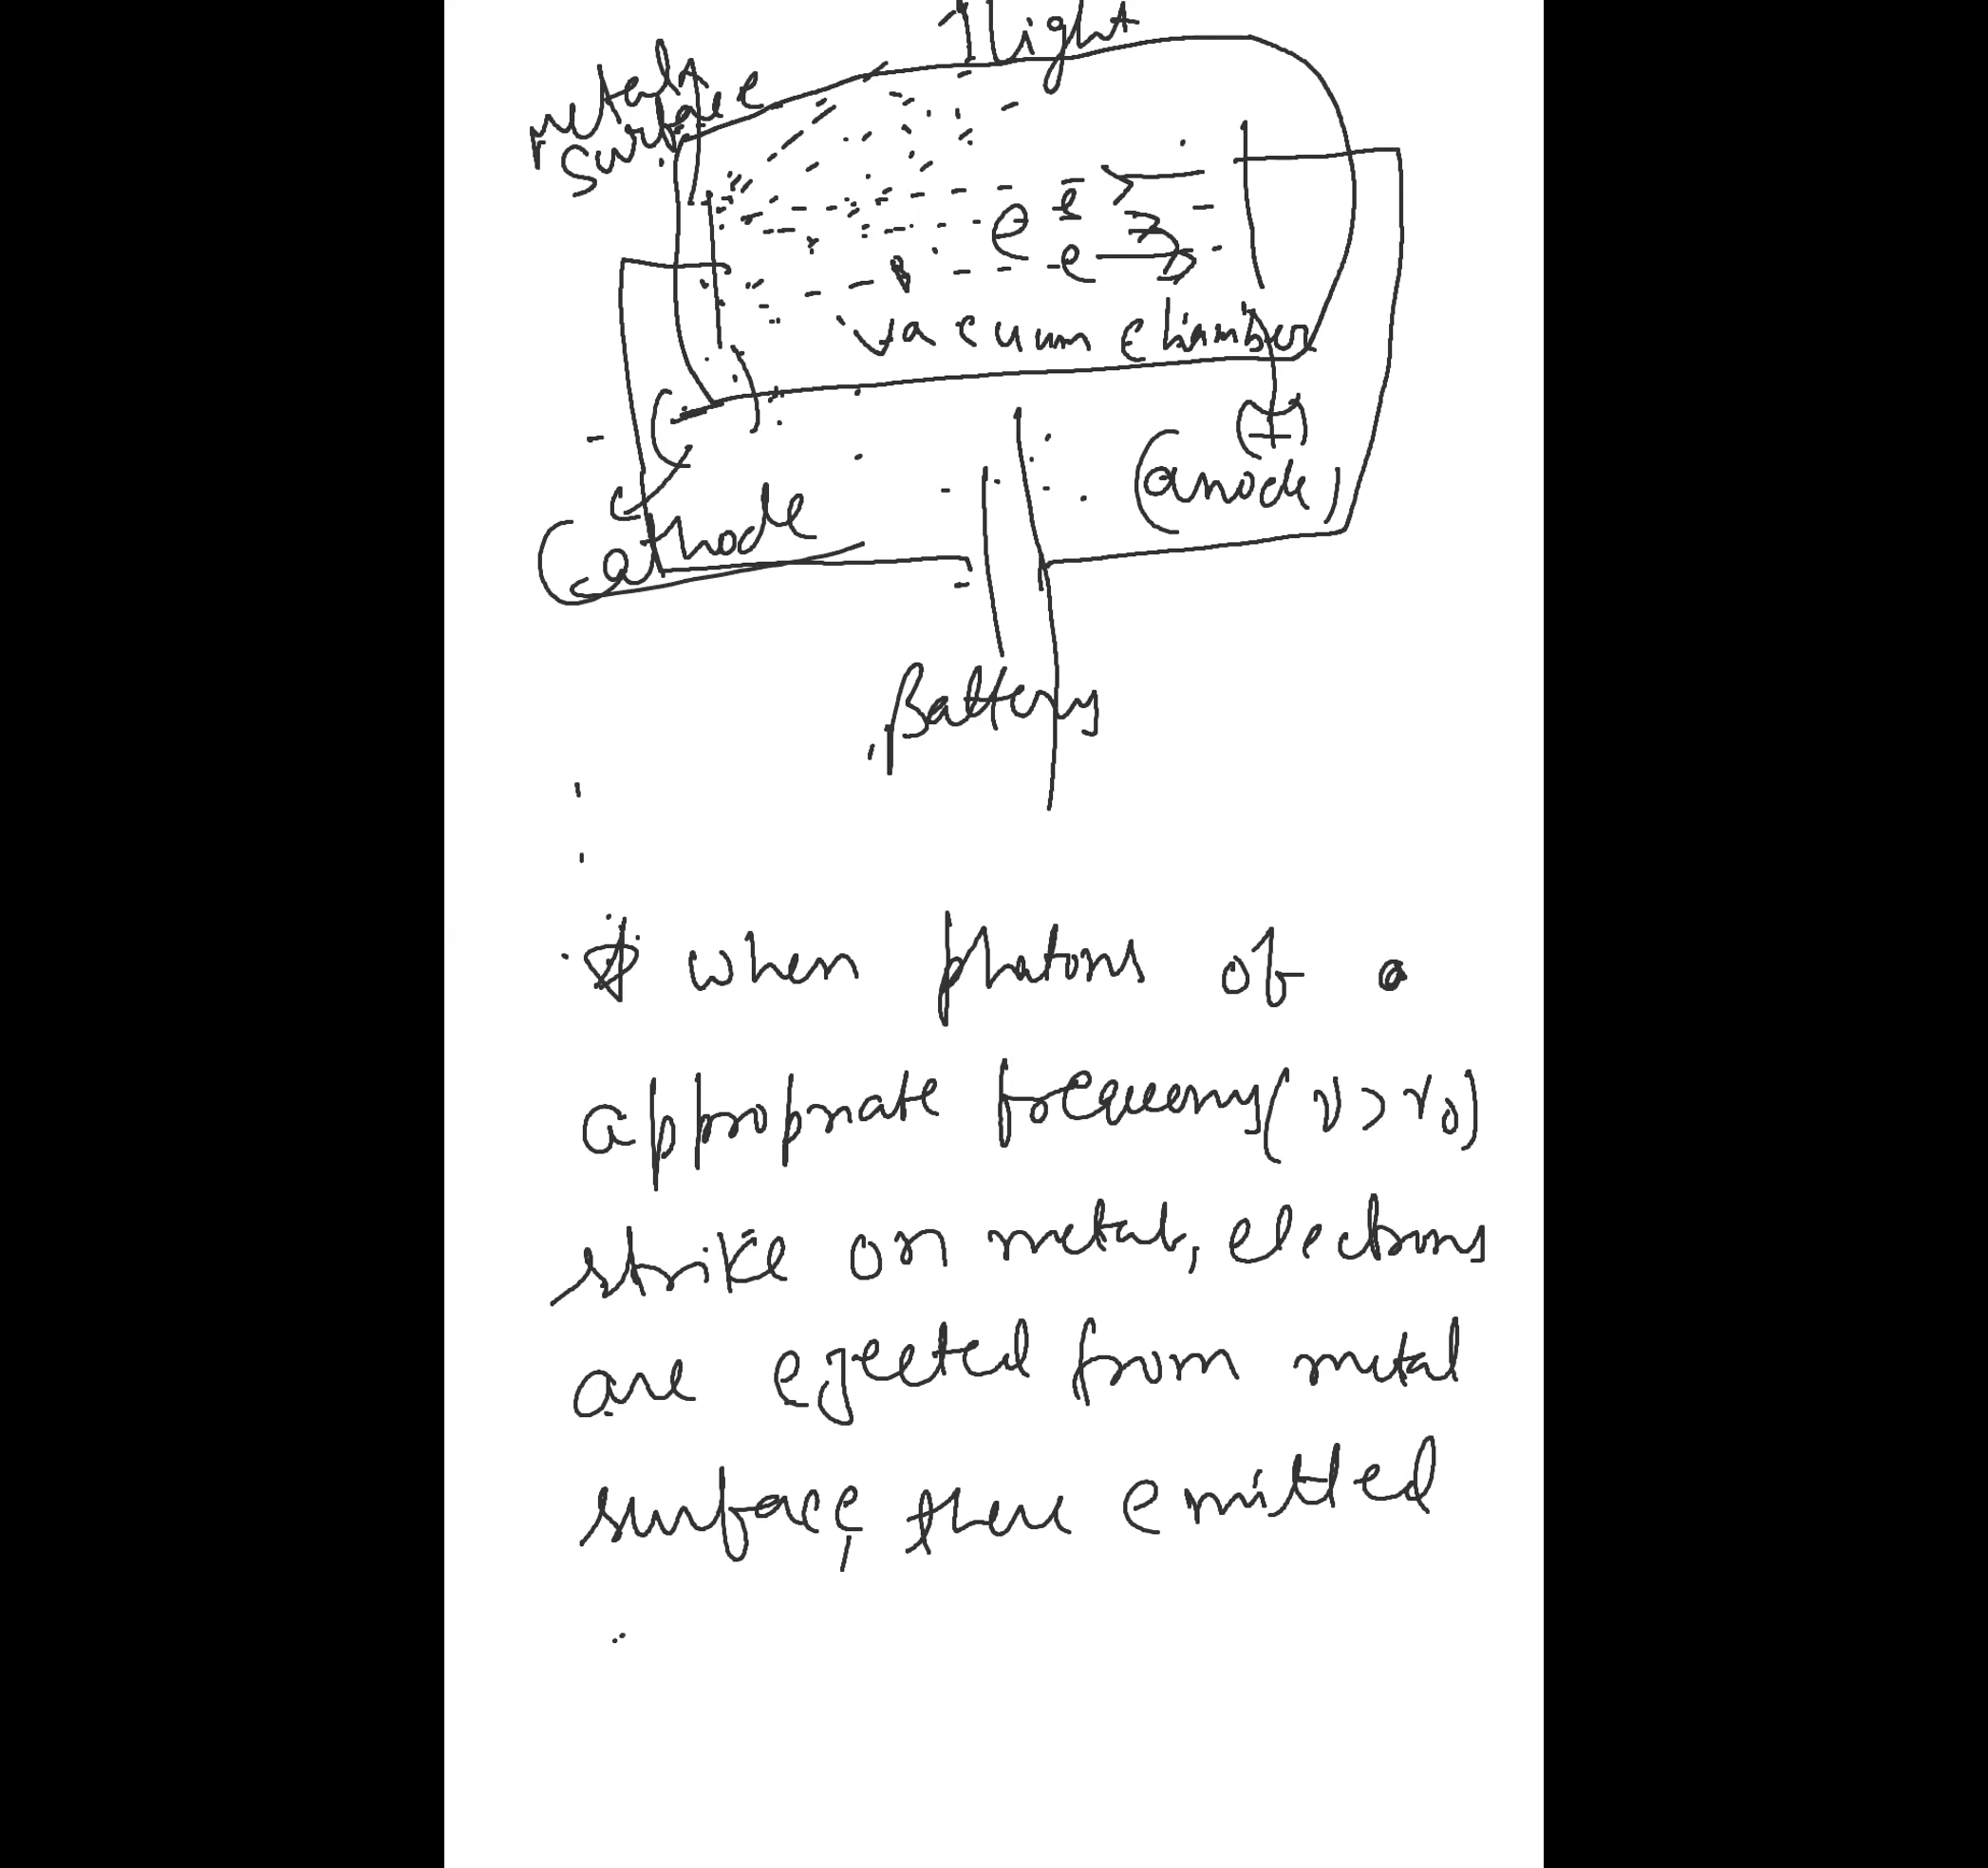 light
metallic
surface
e e
e
vacuum chamber
(-)
(+)
(anode)
Cathode
Battery
when photons of a
appropriate frequency (ν > ν0)
strike on metal, electrons
are ejected from metal
surface, these emitted